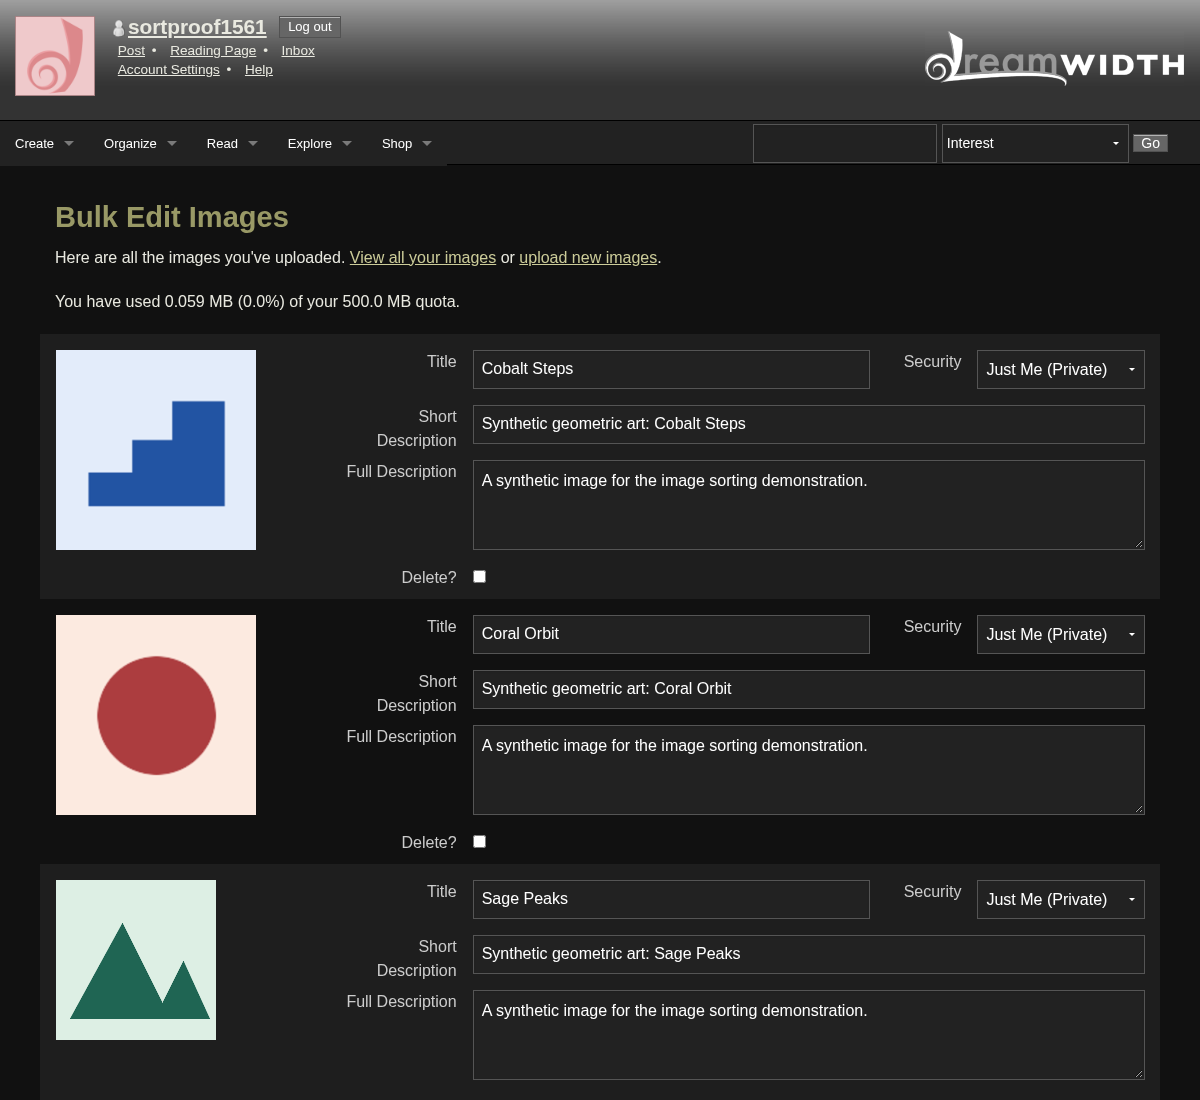 sortproof1561 Log out
Post • Reading Page • Inbox
Account Settings • Help
dreamWIDTH
Create Organize Read Explore Shop Interest Go
Bulk Edit Images
Here are all the images you've uploaded. View all your images or upload new images.
You have used 0.059 MB (0.0%) of your 500.0 MB quota.
Title Cobalt Steps Security Just Me (Private)
Short
Description Synthetic geometric art: Cobalt Steps
Full Description A synthetic image for the image sorting demonstration.
Delete?
Title Coral Orbit Security Just Me (Private)
Short
Description Synthetic geometric art: Coral Orbit
Full Description A synthetic image for the image sorting demonstration.
Delete?
Title Sage Peaks Security Just Me (Private)
Short
Description Synthetic geometric art: Sage Peaks
Full Description A synthetic image for the image sorting demonstration.